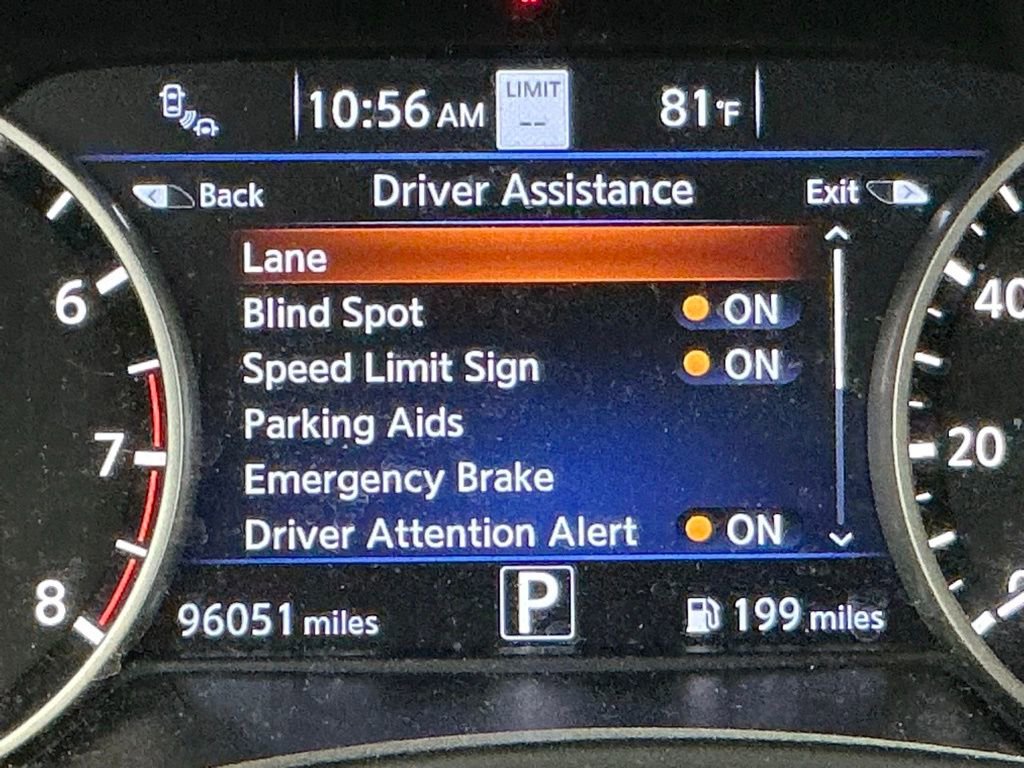 10:56 AM LIMIT -- 81°F
Back Driver Assistance Exit
Lane
Blind Spot ON
Speed Limit Sign ON
Parking Aids
Emergency Brake
Driver Attention Alert ON
96051 miles P 199 miles
6
7
8
40
20